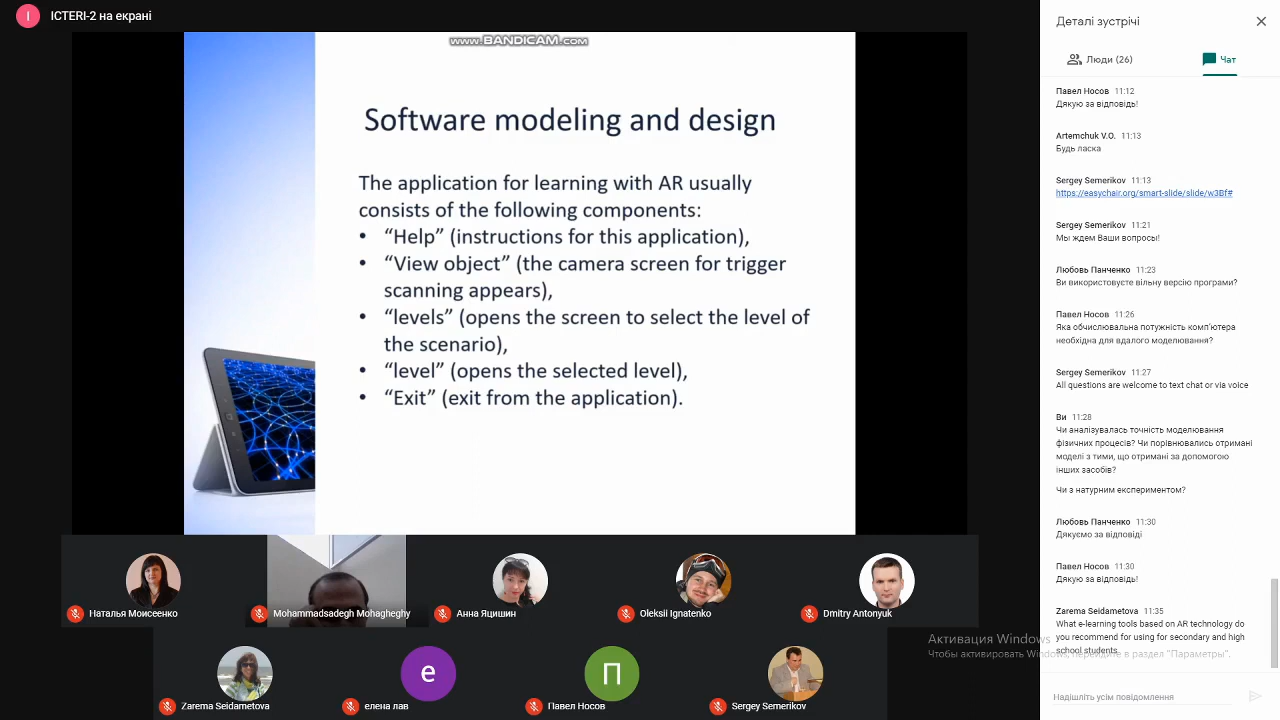 I
ICTERI-2 на екрані
www.BANDICAM.com
Software modeling and design
The application for learning with AR usually
consists of the following components:
• “Help” (instructions for this application),
• “View object” (the camera screen for trigger
scanning appears),
• “levels” (opens the screen to select the level of
the scenario),
• “level” (opens the selected level),
• “Exit” (exit from the application).
Наталья Моисеенко
Mohammadsadegh Mohagheghy
Анна Яцишин
Oleksii Ignatenko
Dmitry Antonyuk
Zarema Seidametova
е
елена лав
П
Павел Носов
Sergey Semerikov
Деталі зустрічі
Люди (26)
Чат
Павел Носов 11:12
Дякую за відповідь!
Artemchuk V.O. 11:13
Будь ласка
Sergey Semerikov 11:13
https://easychair.org/smart-slide/slide/w3Bf#
Sergey Semerikov 11:21
Мы ждем Ваши вопросы!
Любовь Панченко 11:23
Ви використовуєте вільну версію програми?
Павел Носов 11:26
Яка обчислювальна потужність комп'ютера
необхідна для вдалого моделювання?
Sergey Semerikov 11:27
All questions are welcome to text chat or via voice
Ви 11:28
Чи аналізувалась точність моделювання
фізичних процесів? Чи порівнювались отримані
моделі з тими, що отримані за допомогою
інших засобів?
Чи з натурним експериментом?
Любовь Панченко 11:30
Дякуємо за відповіді
Павел Носов 11:30
Дякую за відповідь!
Zarema Seidametova 11:35
What e-learning tools based on AR technology do
you recommend for using for secondary and high
school students.
Активация Windows
Чтобы активировать Windows, перейдите в раздел "Параметры".
Надішліть усім повідомлення